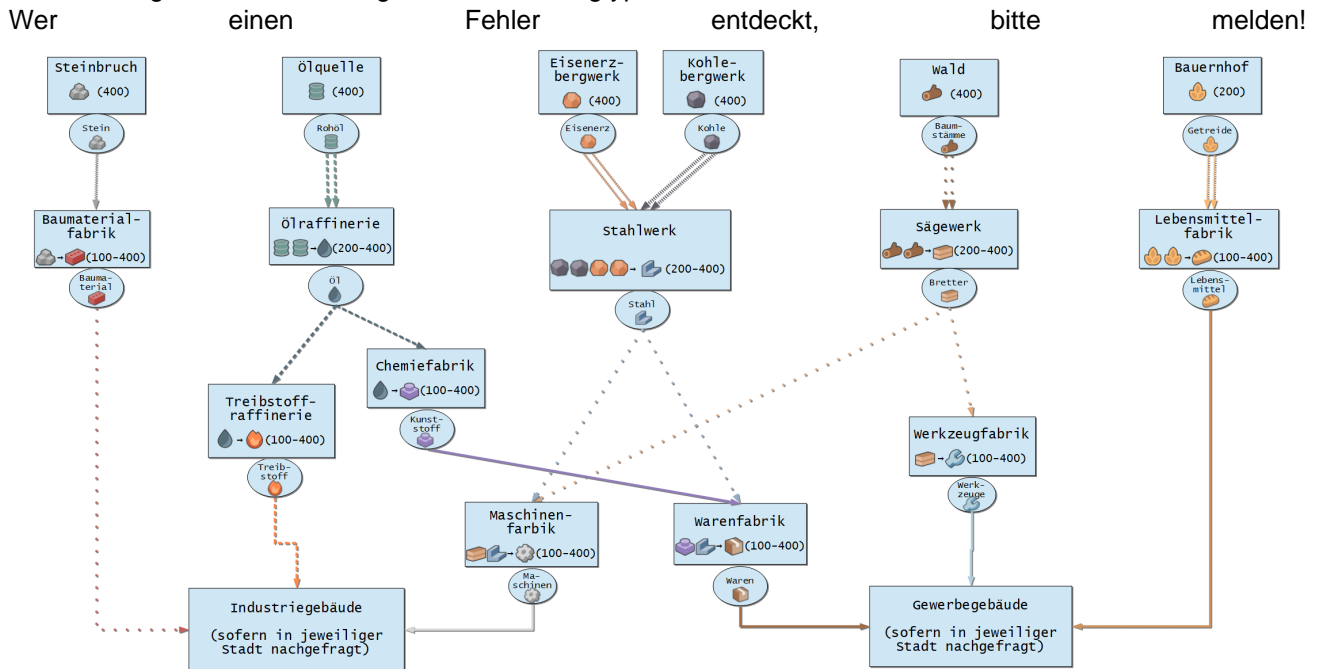 Wer einen Fehler entdeckt, bitte melden!
Steinbruch
(400)
Ölquelle
(400)
Eisenerz-
bergwerk
(400)
Kohle-
bergwerk
(400)
Wald
(400)
Bauernhof
(200)
Stein
Rohöl
Eisenerz
Kohle
Baum-
stämme
Getreide
Baumaterial-
fabrik
(100-400)
Ölraffinerie
(200-400)
Stahlwerk
(200-400)
Sägewerk
(200-400)
Lebensmittel-
fabrik
(100-400)
Bauma-
terial
Öl
Stahl
Bretter
Lebens-
mittel
Chemiefabrik
(100-400)
Treibstoff-
raffinerie
(100-400)
Kunst-
stoff
Werkzeugfabrik
(100-400)
Treib-
stoff
Werk-
zeuge
Maschinen-
farbik
(100-400)
Warenfabrik
(100-400)
Ma-
schinen
Waren
Industriegebäude
(sofern in jeweiliger
Stadt nachgefragt)
Gewerbegebäude
(sofern in jeweiliger
Stadt nachgefragt)